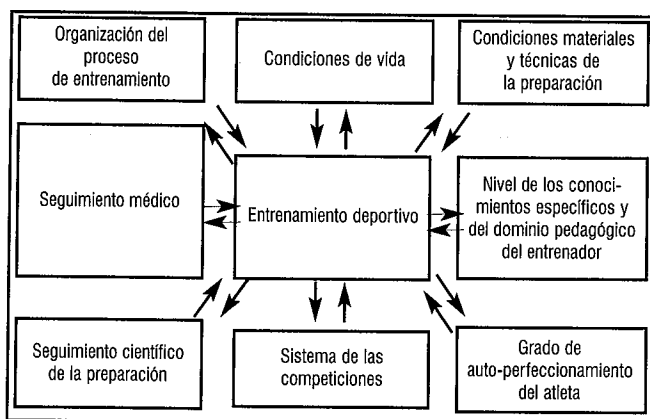 Organización del
proceso
de entrenamiento
Condiciones de vida
Condiciones materiales
y técnicas de
la preparación
Seguimiento médico
Entrenamiento deportivo
Nivel de los conoci-
mientos específicos y
del dominio pedagógico
del entrenador
Seguimiento científico
de la preparación
Sistema de las
competiciones
Grado de
auto-perfeccionamiento
del atleta